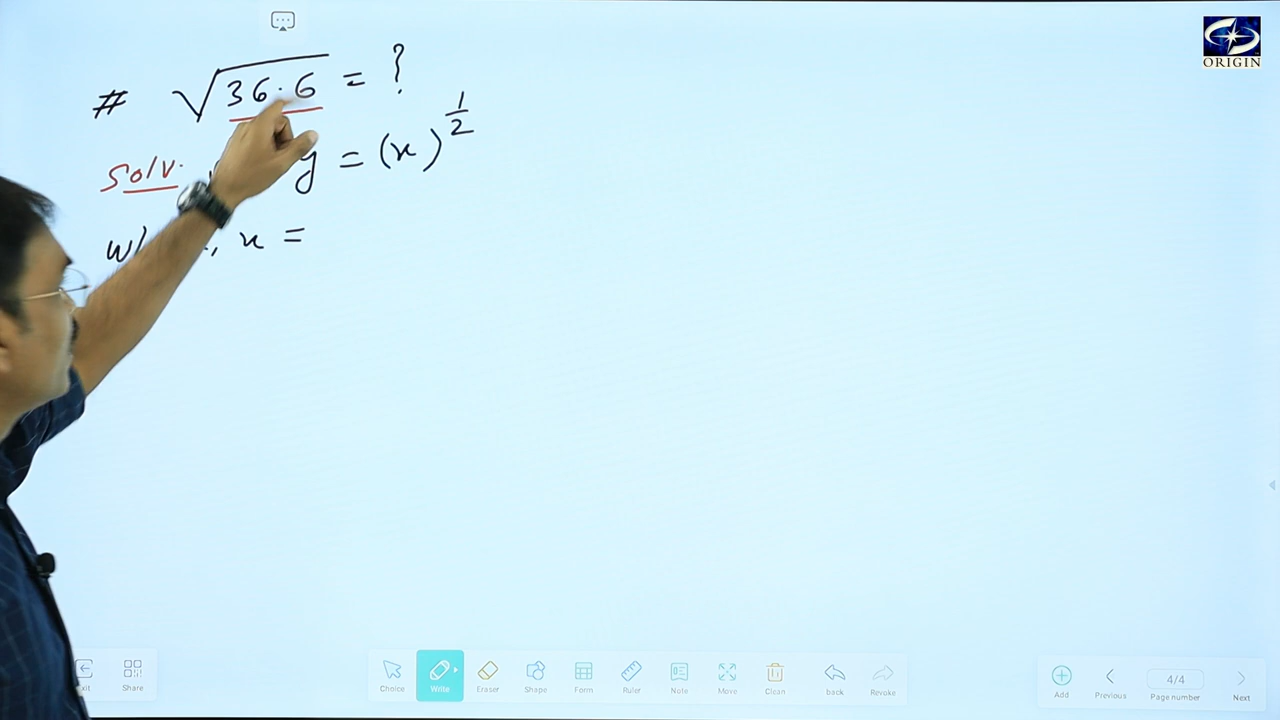 # √36.6 = ?
Solv. y = (x)^1/2
x =
ORIGIN
Share
Choice
Write
Eraser
Shape
Form
Ruler
Note
Move
Clean
back
Revoke
Add
Previous
4/4
Page number
Next